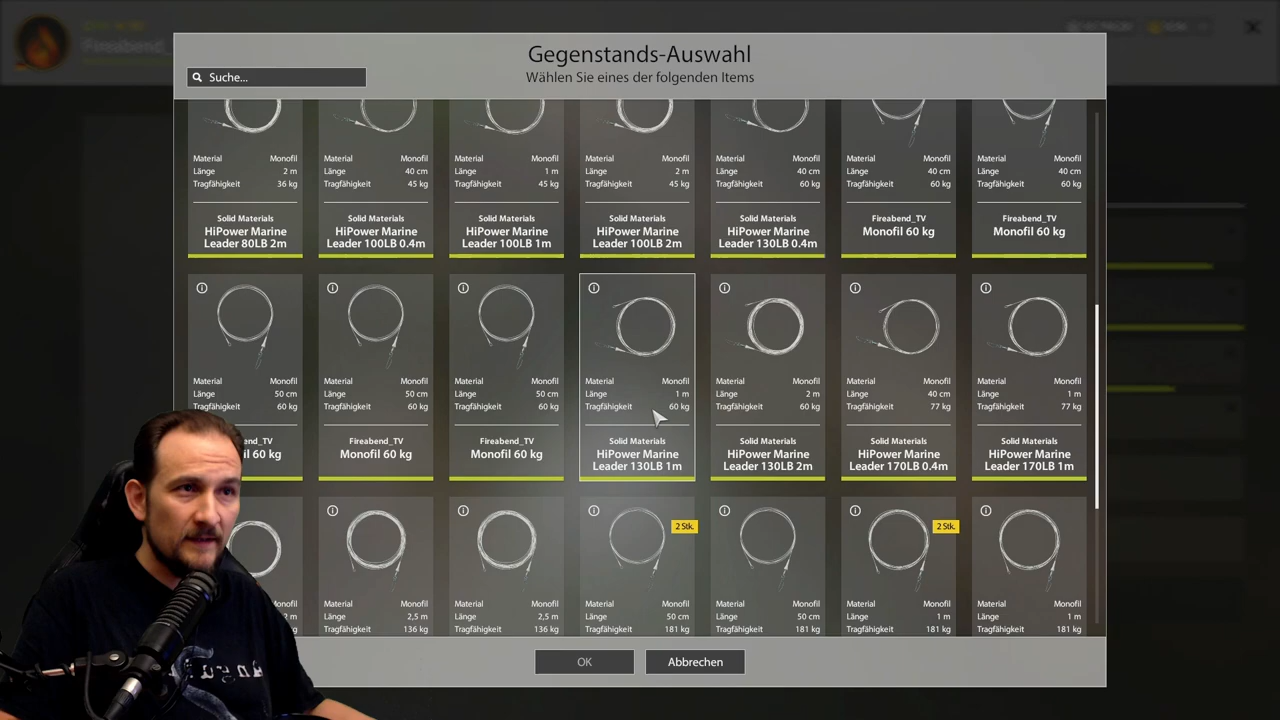 Fireabend_
Gegenstands-Auswahl
Suche...
Wählen Sie eines der folgenden Items
Material Monofil Material Monofil Material Monofil Material Monofil Material Monofil Material Monofil Material Monofil
Länge 2 m Länge 40 cm Länge 1 m Länge 2 m Länge 40 cm Länge 40 cm Länge 40 cm
Tragfähigkeit 36 kg Tragfähigkeit 45 kg Tragfähigkeit 45 kg Tragfähigkeit 45 kg Tragfähigkeit 60 kg Tragfähigkeit 60 kg Tragfähigkeit 60 kg
Solid Materials Solid Materials Solid Materials Solid Materials Solid Materials Fireabend_TV Fireabend_TV
HiPower Marine HiPower Marine HiPower Marine HiPower Marine HiPower Marine Monofil 60 kg Monofil 60 kg
Leader 80LB 2m Leader 100LB 0.4m Leader 100LB 1m Leader 100LB 2m Leader 130LB 0.4m
Material Monofil Material Monofil Material Monofil Material Monofil Material Monofil Material Monofil Material Monofil
Länge 50 cm Länge 50 cm Länge 50 cm Länge 1 m Länge 2 m Länge 40 cm Länge 1 m
Tragfähigkeit 60 kg Tragfähigkeit 60 kg Tragfähigkeit 60 kg Tragfähigkeit 60 kg Tragfähigkeit 60 kg Tragfähigkeit 77 kg Tragfähigkeit 77 kg
end_TV Fireabend_TV Fireabend_TV Solid Materials Solid Materials Solid Materials Solid Materials
il 60 kg Monofil 60 kg Monofil 60 kg HiPower Marine HiPower Marine HiPower Marine HiPower Marine
Leader 130LB 1m Leader 130LB 2m Leader 170LB 0.4m Leader 170LB 1m
2 Stk. 2 Stk.
Monofil Material Monofil Material Monofil Material Monofil Material Monofil Material Monofil Material Monofil
2 m Länge 2,5 m Länge 2,5 m Länge 50 cm Länge 50 cm Länge 1 m Länge 1 m
kg Tragfähigkeit 136 kg Tragfähigkeit 136 kg Tragfähigkeit 181 kg Tragfähigkeit 181 kg Tragfähigkeit 181 kg Tragfähigkeit 181 kg
OK Abbrechen